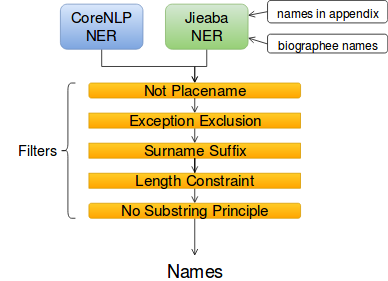 CoreNLP
NER
Jieaba
NER
names in appendix
biographee names
Not Placename
Exception Exclusion
Filters
Surname Suffix
Length Constraint
No Substring Principle
Names